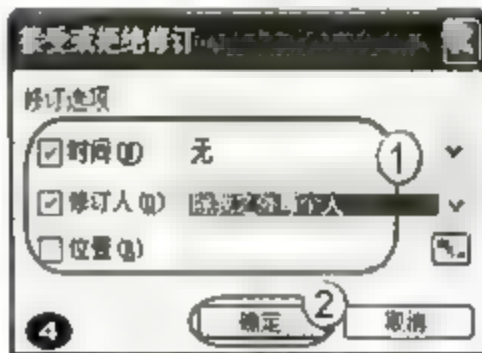 接受或拒绝修订
修订选项
时间(N) 无 1
修订人(O)
位置(R)
4 确定 2 取消